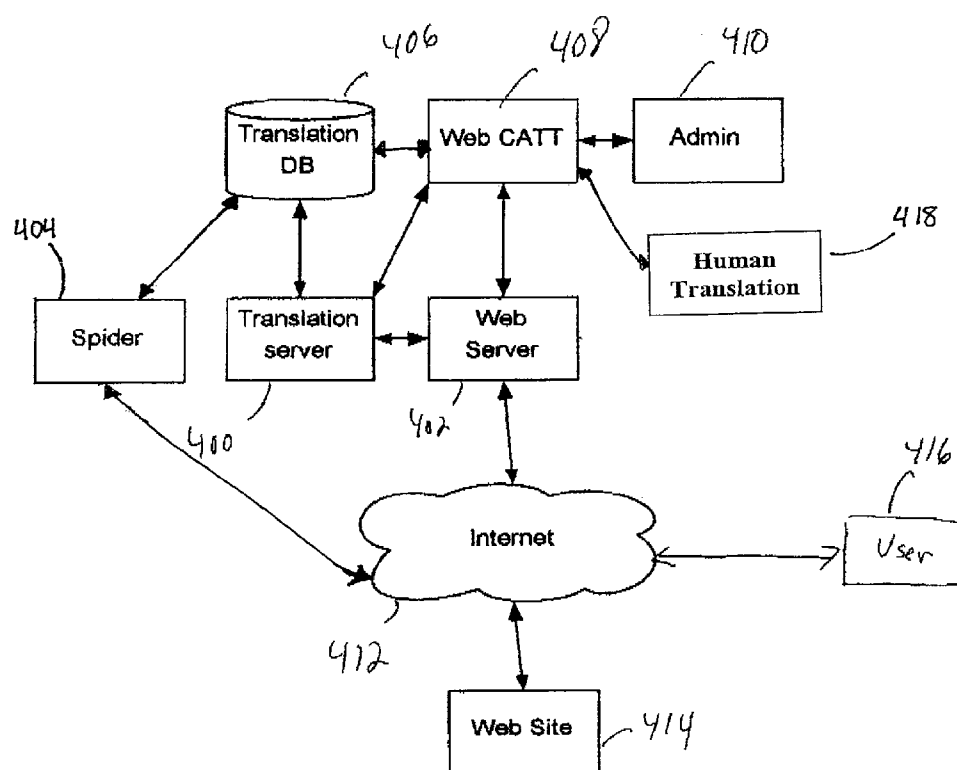 406
408
410
Translation
DB
Web CATT
Admin
404
418
Human
Translation
Spider
Translation
server
Web
Server
400
402
416
Internet
User
412
Web Site
414